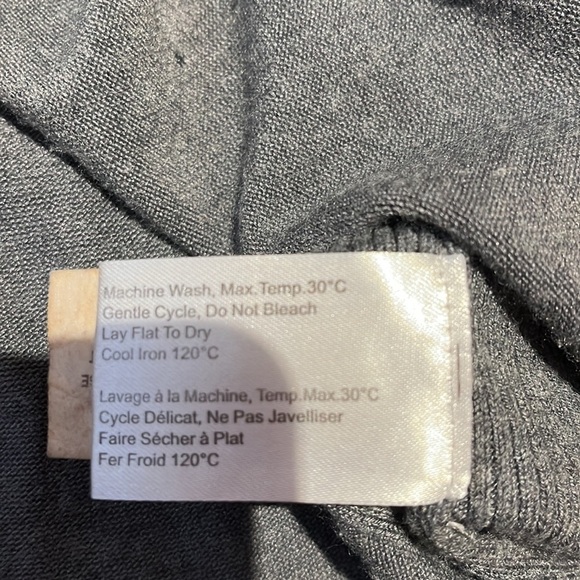 Machine Wash, Max.Temp.30°C
Gentle Cycle, Do Not Bleach
Lay Flat To Dry
Cool Iron 120°C
Lavage à la Machine, Temp.Max.30°C
Cycle Délicat, Ne Pas Javelliser
Faire Sécher à Plat
Fer Froid 120°C